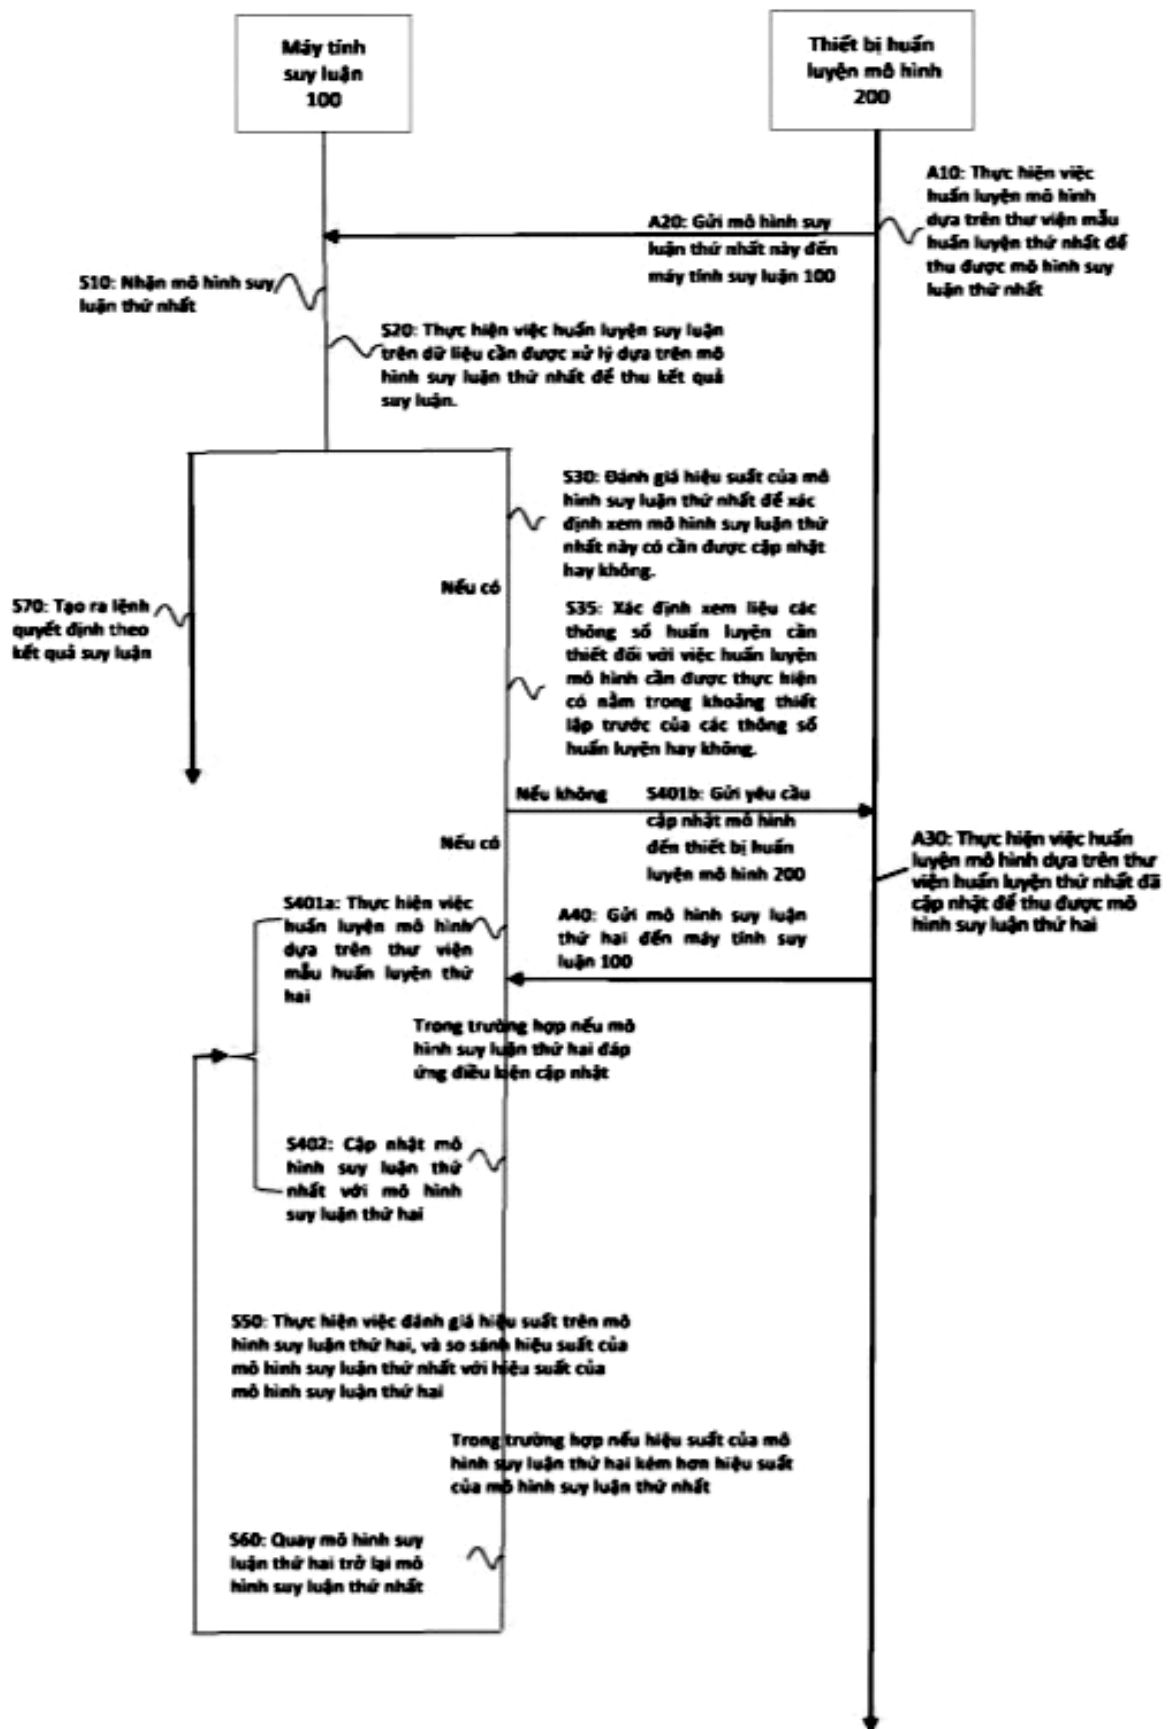 Máy tính
suy luận
100
Thiết bị huấn
luyện mô hình
200
A10: Thực hiện việc
huấn luyện mô hình
dựa trên thư viện mẫu
huấn luyện thứ nhất để
thu được mô hình suy
luận thứ nhất
A20: Gửi mô hình suy
luận thứ nhất này đến
máy tính suy luận 100
S10: Nhận mô hình suy
luận thứ nhất
S20: Thực hiện việc huấn luyện suy luận
trên dữ liệu cần được xử lý dựa trên mô
hình suy luận thứ nhất để thu kết quả
suy luận.
S30: Đánh giá hiệu suất của mô
hình suy luận thứ nhất để xác
định xem mô hình suy luận thứ
nhất này có cần được cập nhật
hay không.
Nếu có
S70: Tạo ra lệnh
quyết định theo
kết quả suy luận
S35: Xác định xem liệu các
thông số huấn luyện cần
thiết đối với việc huấn luyện
mô hình cần được thực hiện
có nằm trong khoảng thiết
lập trước của các thông số
huấn luyện hay không.
Nếu không
S401b: Gửi yêu cầu
cập nhật mô hình
đến thiết bị huấn
luyện mô hình 200
Nếu có
A30: Thực hiện việc huấn
luyện mô hình dựa trên thư
viện huấn luyện thứ nhất đã
cập nhật để thu được mô
hình suy luận thứ hai
S401a: Thực hiện việc
huấn luyện mô hình
dựa trên thư viện
mẫu huấn luyện thứ
hai
A40: Gửi mô hình suy luận
thứ hai đến máy tính suy
luận 100
Trong trường hợp nếu mô
hình suy luận thứ hai đáp
ứng điều kiện cập nhật
S402: Cập nhật mô
hình suy luận thứ
nhất với mô hình
suy luận thứ hai
S50: Thực hiện việc đánh giá hiệu suất trên mô
hình suy luận thứ hai, và so sánh hiệu suất của
mô hình suy luận thứ nhất với hiệu suất của
mô hình suy luận thứ hai
Trong trường hợp nếu hiệu suất của mô
hình suy luận thứ hai kém hơn hiệu suất
của mô hình suy luận thứ nhất
S60: Quay mô hình suy
luận thứ hai trở lại mô
hình suy luận thứ nhất